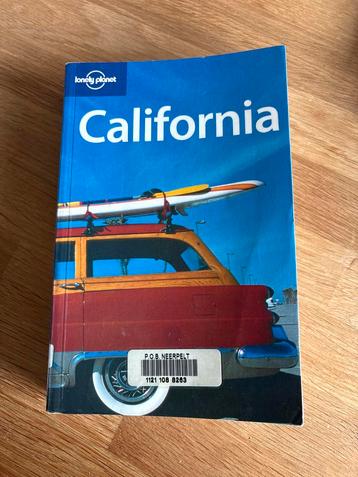 lonely planet
California
P.O.B. NEERPELT
1121 108 8263